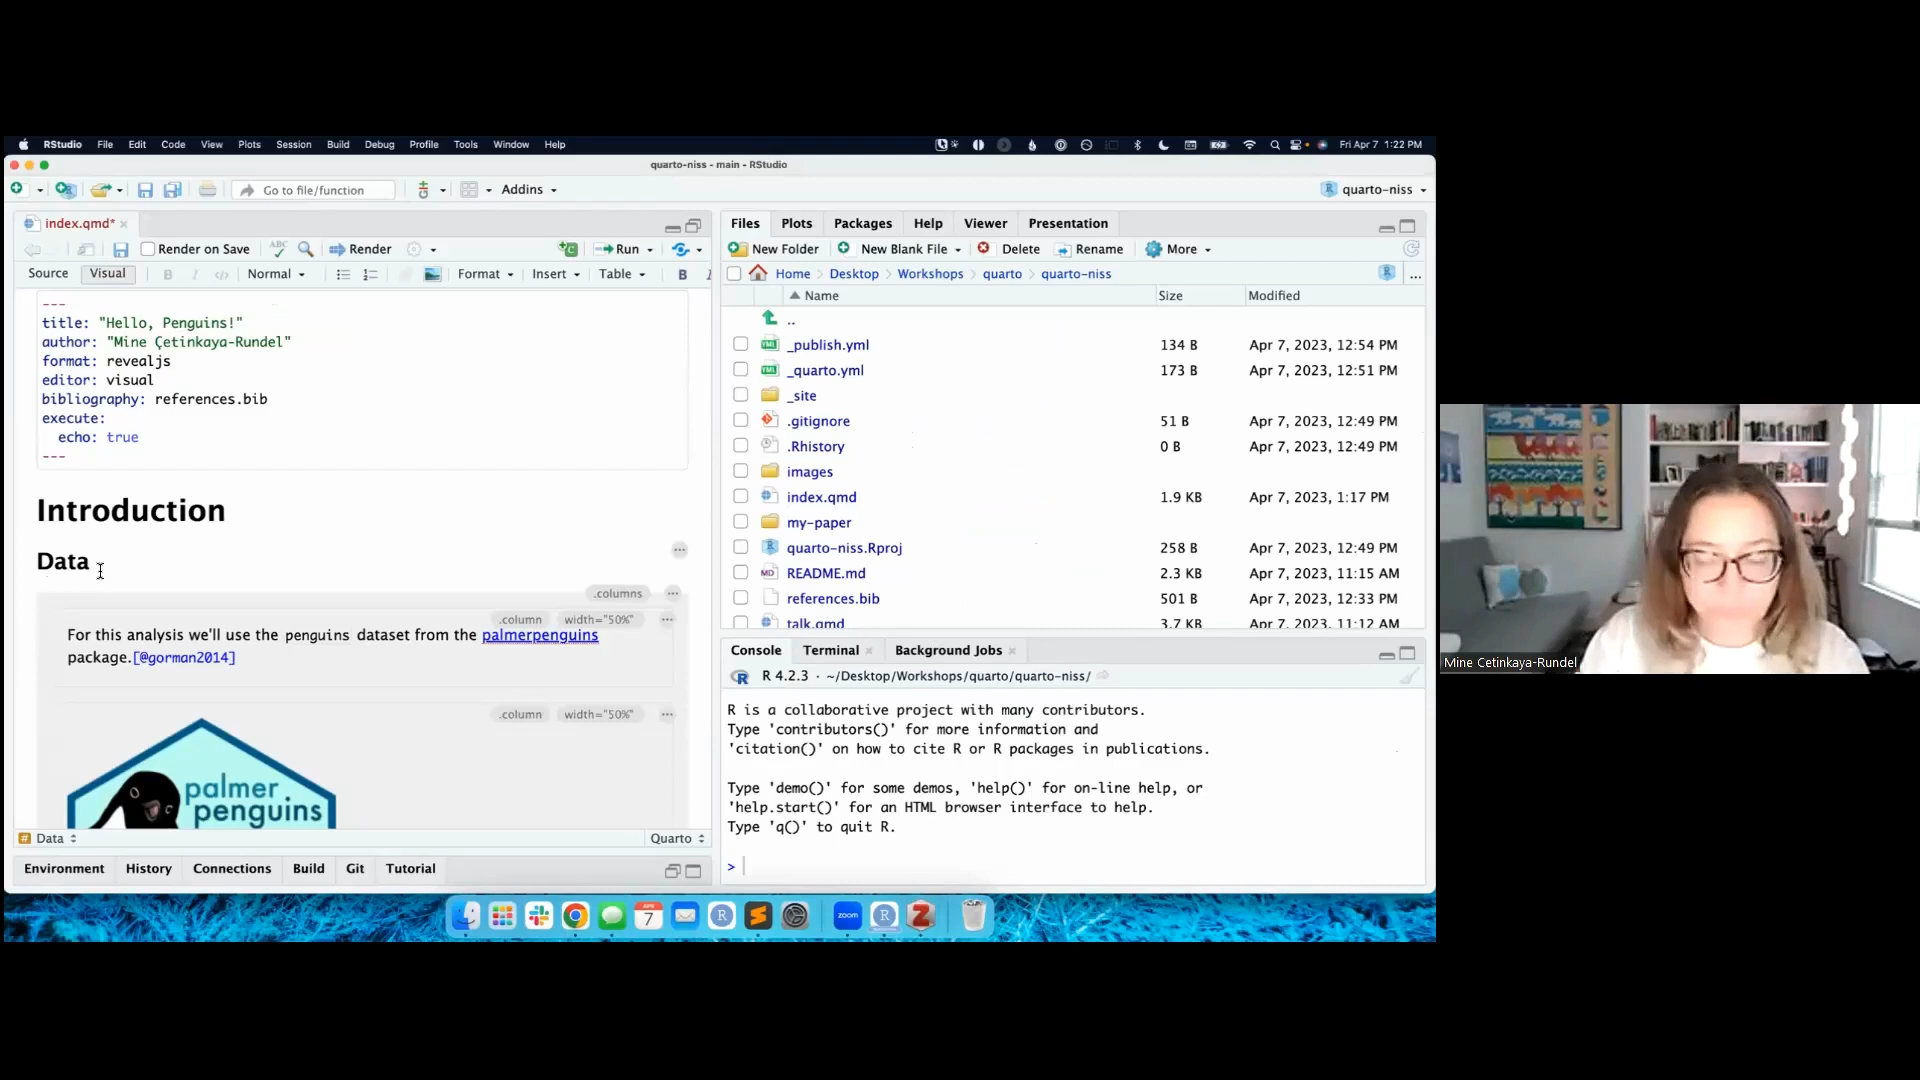 RStudio File Edit Code View Plots Session Build Debug Profile Tools Window Help Fri Apr 7 1:22 PM
quarto-niss - main - RStudio
Go to file/function Addins quarto-niss
index.qmd*
Render on Save ABC Render Run
Source Visual B Normal Format Insert Table B
---
title: "Hello, Penguins!"
author: "Mine Çetinkaya-Rundel"
format: revealjs
editor: visual
bibliography: references.bib
execute:
echo: true
---
Introduction
Data
.columns
.column width="50%"
For this analysis we'll use the penguins dataset from the palmerpenguins
package.[@gorman2014]
.column width="50%"
palmer
penguins
# Data Quarto
Environment History Connections Build Git Tutorial
Files Plots Packages Help Viewer Presentation
New Folder New Blank File Delete Rename More
Home Desktop Workshops quarto quarto-niss ...
Name Size Modified
..
_publish.yml 134 B Apr 7, 2023, 12:54 PM
_quarto.yml 173 B Apr 7, 2023, 12:51 PM
_site
.gitignore 51 B Apr 7, 2023, 12:49 PM
.Rhistory 0 B Apr 7, 2023, 12:49 PM
images
index.qmd 1.9 KB Apr 7, 2023, 1:17 PM
my-paper
quarto-niss.Rproj 258 B Apr 7, 2023, 12:49 PM
README.md 2.3 KB Apr 7, 2023, 11:15 AM
references.bib 501 B Apr 7, 2023, 12:33 PM
talk.qmd 3.7 KB Apr 7, 2023, 11:12 AM
Console Terminal Background Jobs
R 4.2.3 · ~/Desktop/Workshops/quarto/quarto-niss/
R is a collaborative project with many contributors.
Type 'contributors()' for more information and
'citation()' on how to cite R or R packages in publications.
Type 'demo()' for some demos, 'help()' for on-line help, or
'help.start()' for an HTML browser interface to help.
Type 'q()' to quit R.
>
APR
7
R
zoom
R
Z
Mine Cetinkaya-Rundel